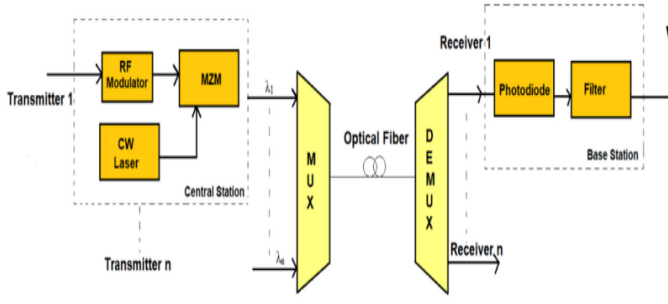 Transmitter 1
RF
Modulator
MZM
CW
Laser
Central Station
Transmitter n
λ1
λn
M
U
X
Optical Fiber
D
E
M
U
X
Receiver 1
Photodiode
Filter
Base Station
Receiver n